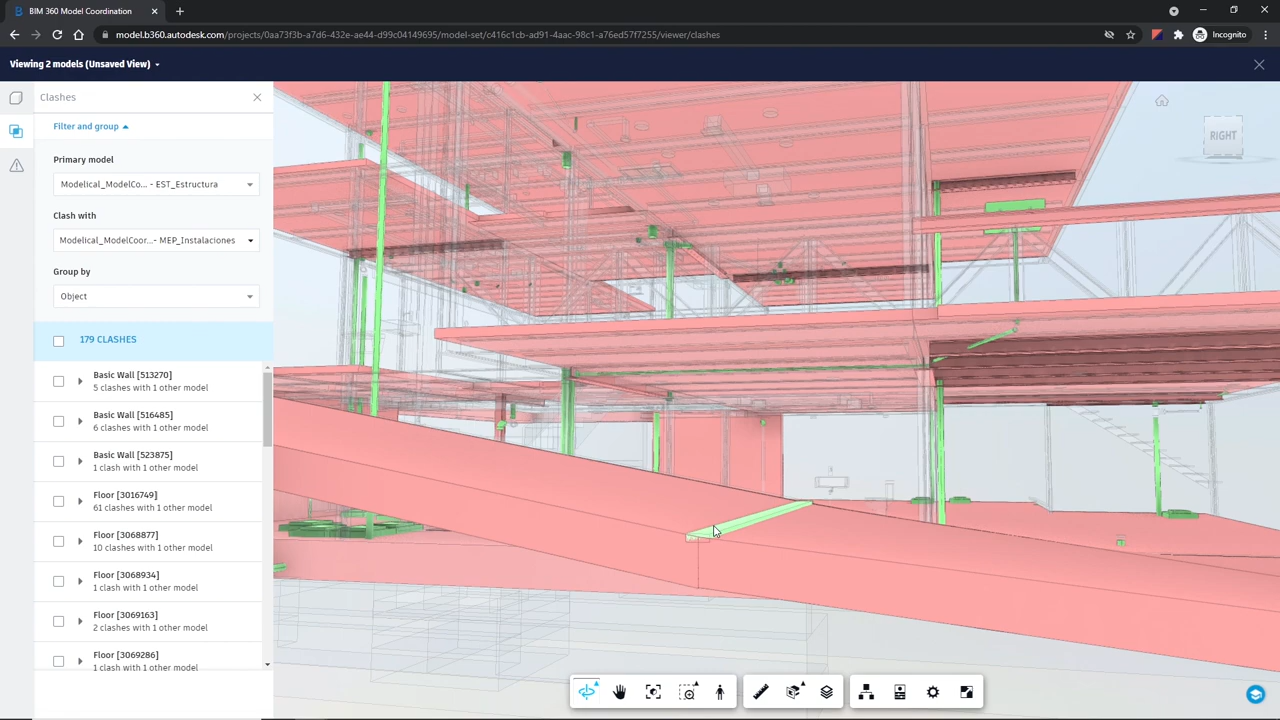 BIM 360 Model Coordination
model.b360.autodesk.com/projects/0aa73f3b-a7d6-432e-ae44-d99c04149695/model-set/c416c1cb-ad91-4aac-98c1-a76ed57f7255/viewer/clashes
Incognito
Viewing 2 models (Unsaved View)
Clashes
Filter and group
Primary model
Modelical_ModelCo... - EST_Estructura
Clash with
Modelical_ModelCoor...- MEP_Instalaciones
Group by
Object
179 CLASHES
Basic Wall [513270]
5 clashes with 1 other model
Basic Wall [516485]
6 clashes with 1 other model
Basic Wall [523875]
1 clash with 1 other model
Floor [3016749]
61 clashes with 1 other model
Floor [3068877]
10 clashes with 1 other model
Floor [3068934]
1 clash with 1 other model
Floor [3069163]
2 clashes with 1 other model
Floor [3069286]
1 clash with 1 other model
RIGHT